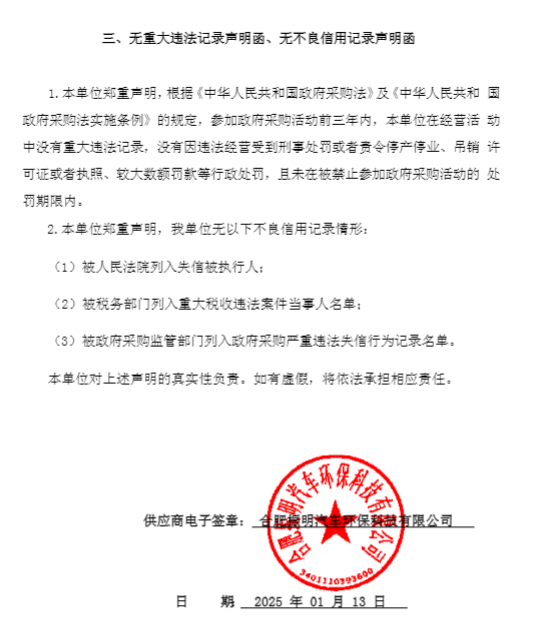 三、无重大违法记录声明函、无不良信用记录声明函
1.本单位郑重声明，根据《中华人民共和国政府采购法》及《中华人民共和 国
政府采购法实施条例》的规定，参加政府采购活动前三年内，本单位在经营活 动
中没有重大违法记录，没有因违法经营受到刑事处罚或者责令停产停业、吊销 许
可证或者执照、较大数额罚款等行政处罚，且未在被禁止参加政府采购活动的 处
罚期限内。
2.本单位郑重声明，我单位无以下不良信用记录情形：
（1）被人民法院列入失信被执行人；
（2）被税务部门列入重大税收违法案件当事人名单；
（3）被政府采购监管部门列入政府采购严重违法失信行为记录名单。
本单位对上述声明的真实性负责。如有虚假，将依法承担相应责任。
供应商电子签章： 合肥 明汽车环保科技有限公司
合肥 明汽车环保科技有限公司
3401110393600
日 期 2025 年 01 月 13 日